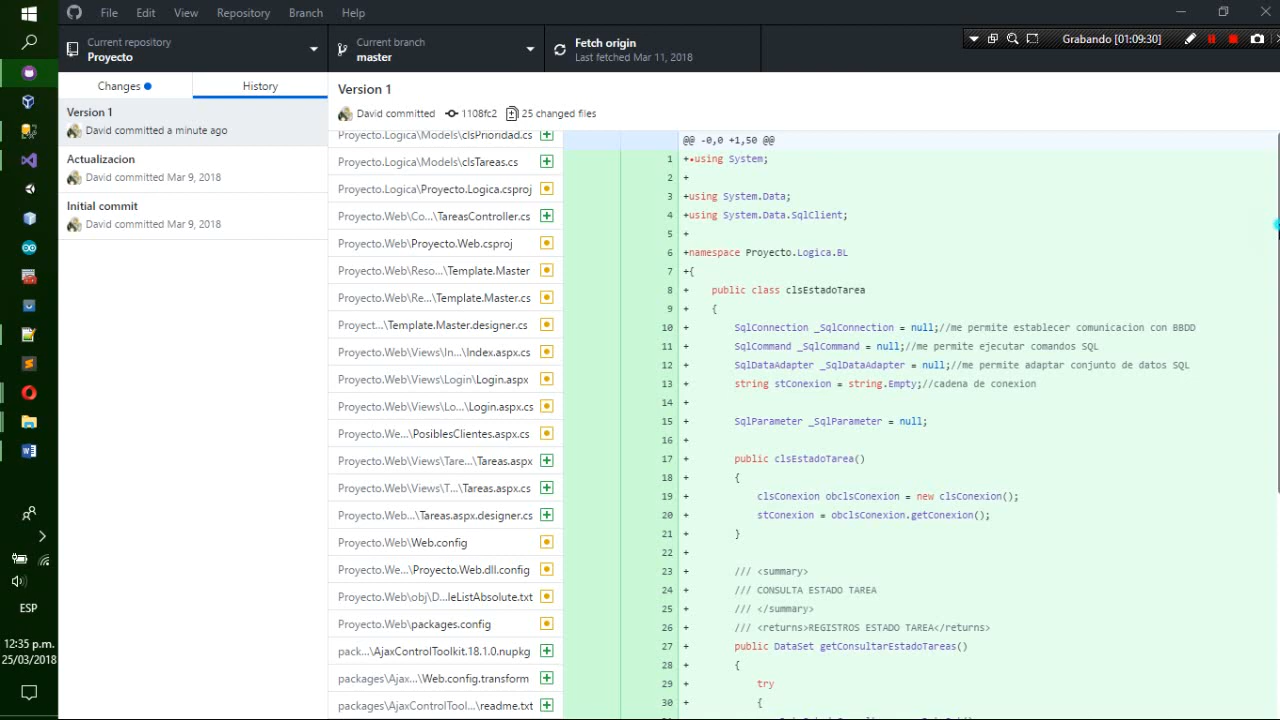 File Edit View Repository Branch Help
Current repository
Proyecto
Current branch
master
Fetch origin
Last fetched Mar 11, 2018
Grabando [01:09:30]
Changes
History
Version 1
David committed a minute ago
Actualizacion
David committed Mar 9, 2018
Initial commit
David committed Mar 9, 2018
Version 1
David committed 1108fc2 25 changed files
Proyecto.Logica\Models\clsPrioridad.cs
Proyecto.Logica\Models\clsTareas.cs
Proyecto.Logica\Proyecto.Logica.csproj
Proyecto.Web\Co...\TareasController.cs
Proyecto.Web\Proyecto.Web.csproj
Proyecto.Web\Reso...\Template.Master
Proyecto.Web\Re...\Template.Master.cs
Proyect...\Template.Master.designer.cs
Proyecto.Web\Views\In...\Index.aspx.cs
Proyecto.Web\Views\Login\Login.aspx
Proyecto.Web\Views\Lo...\Login.aspx.cs
Proyecto.We...\PosiblesClientes.aspx.cs
Proyecto.Web\Views\Tare...\Tareas.aspx
Proyecto.Web\Views\T...\Tareas.aspx.cs
Proyecto.Web...\Tareas.aspx.designer.cs
Proyecto.Web\Web.config
Proyecto.We...\Proyecto.Web.dll.config
Proyecto.Web\obj\D...leListAbsolute.txt
Proyecto.Web\packages.config
pack...\AjaxControlToolkit.18.1.0.nupkg
packages\Ajax...\Web.config.transform
packages\AjaxControlTool...\readme.txt
@@ -0,0 +1,50 @@
1 +using System;
2 +
3 +using System.Data;
4 +using System.Data.SqlClient;
5 +
6 +namespace Proyecto.Logica.BL
7 +{
8 + public class clsEstadoTarea
9 + {
10 + SqlConnection _SqlConnection = null;//me permite establecer comunicacion con BBDD
11 + SqlCommand _SqlCommand = null;//me permite ejecutar comandos SQL
12 + SqlDataAdapter _SqlDataAdapter = null;//me permite adaptar conjunto de datos SQL
13 + string stConexion = string.Empty;//cadena de conexion
14 +
15 + SqlParameter _SqlParameter = null;
16 +
17 + public clsEstadoTarea()
18 + {
19 + clsConexion obclsConexion = new clsConexion();
20 + stConexion = obclsConexion.getConexion();
21 + }
22 +
23 + /// <summary>
24 + /// CONSULTA ESTADO TAREA
25 + /// </summary>
26 + /// <returns>REGISTROS ESTADO TAREA</returns>
27 + public DataSet getConsultarEstadoTareas()
28 + {
29 + try
30 + {
ESP
12:35 p.m.
25/03/2018